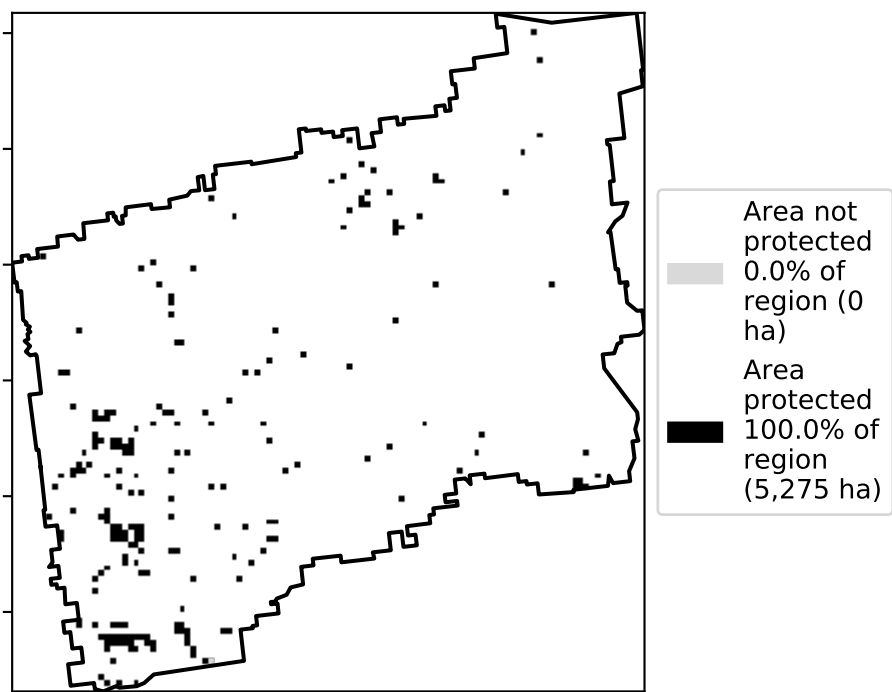 Area not
protected
0.0% of
region (0
ha)
Area
protected
100.0% of
region
(5,275 ha)